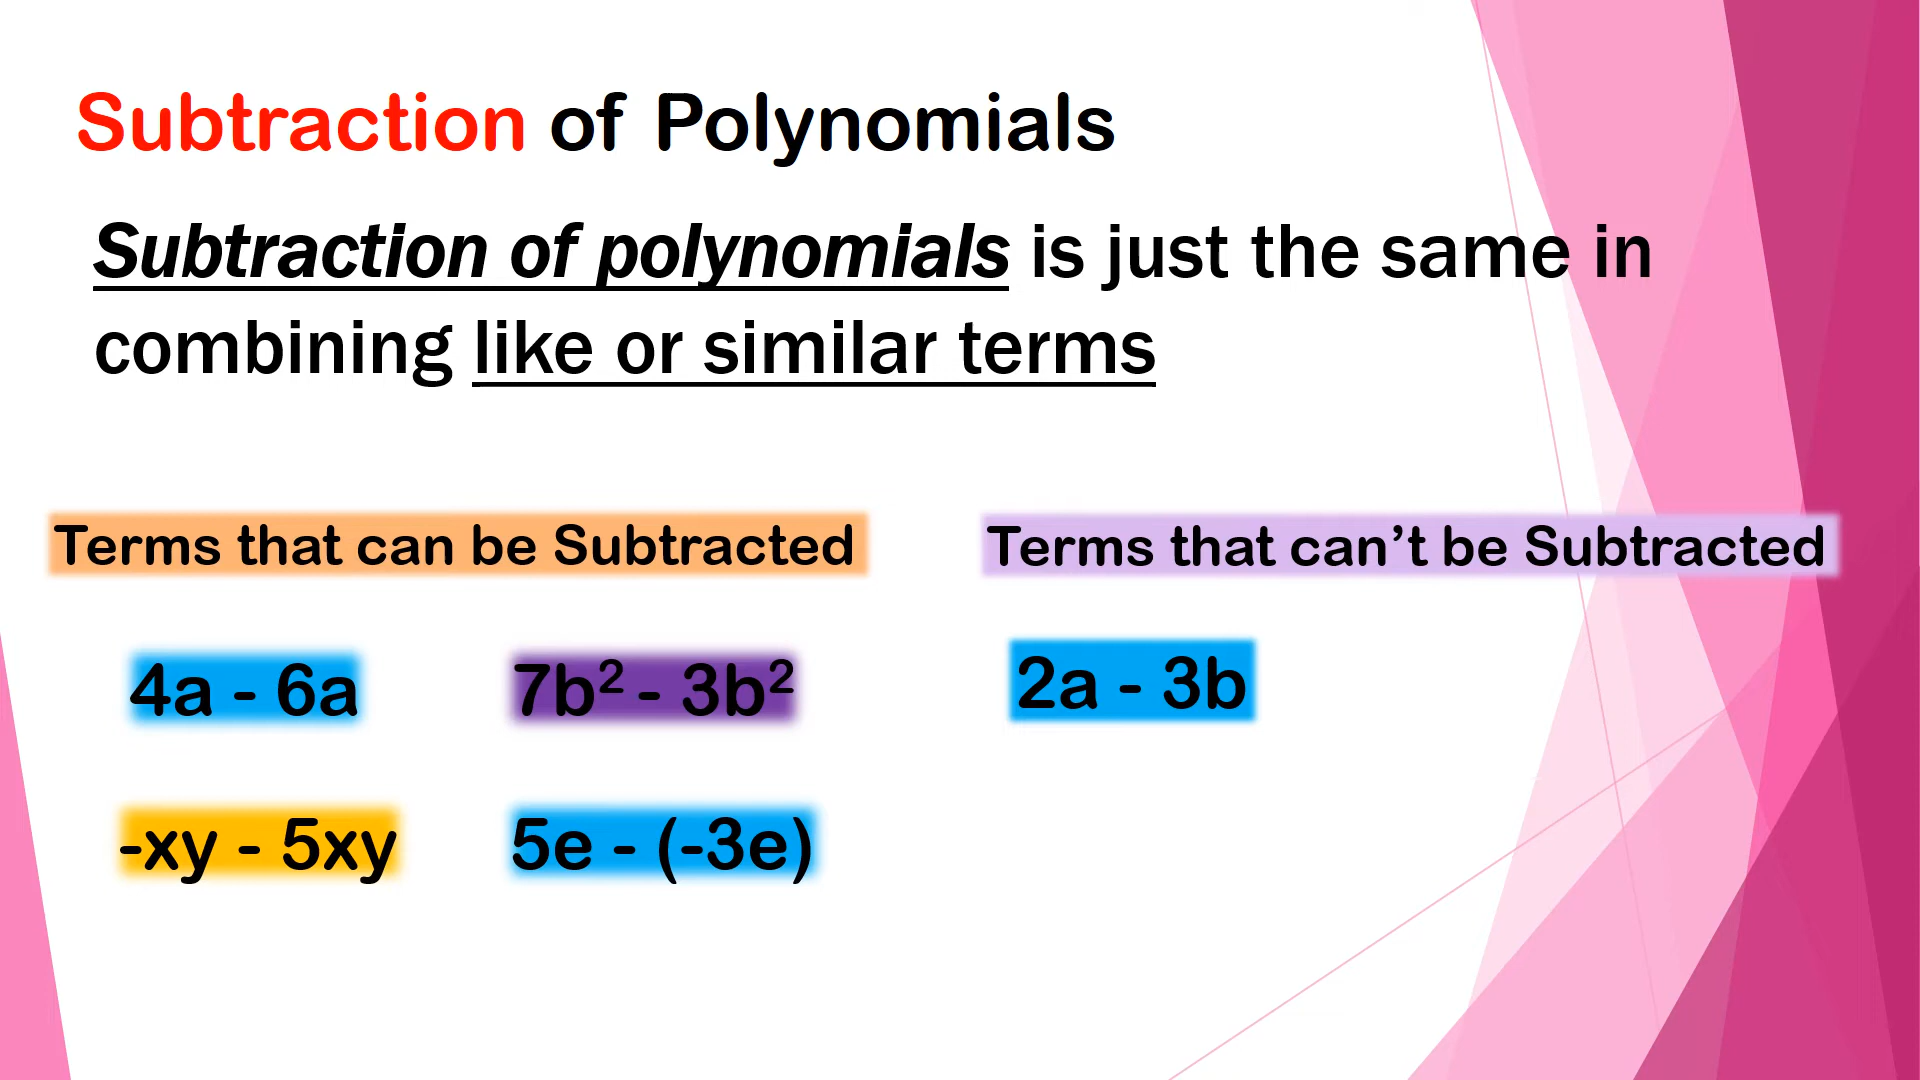 Subtraction of Polynomials
Subtraction of polynomials is just the same in
combining like or similar terms
Terms that can be Subtracted
Terms that can’t be Subtracted
4a - 6a
7b² - 3b²
2a - 3b
-xy - 5xy
5e - (-3e)